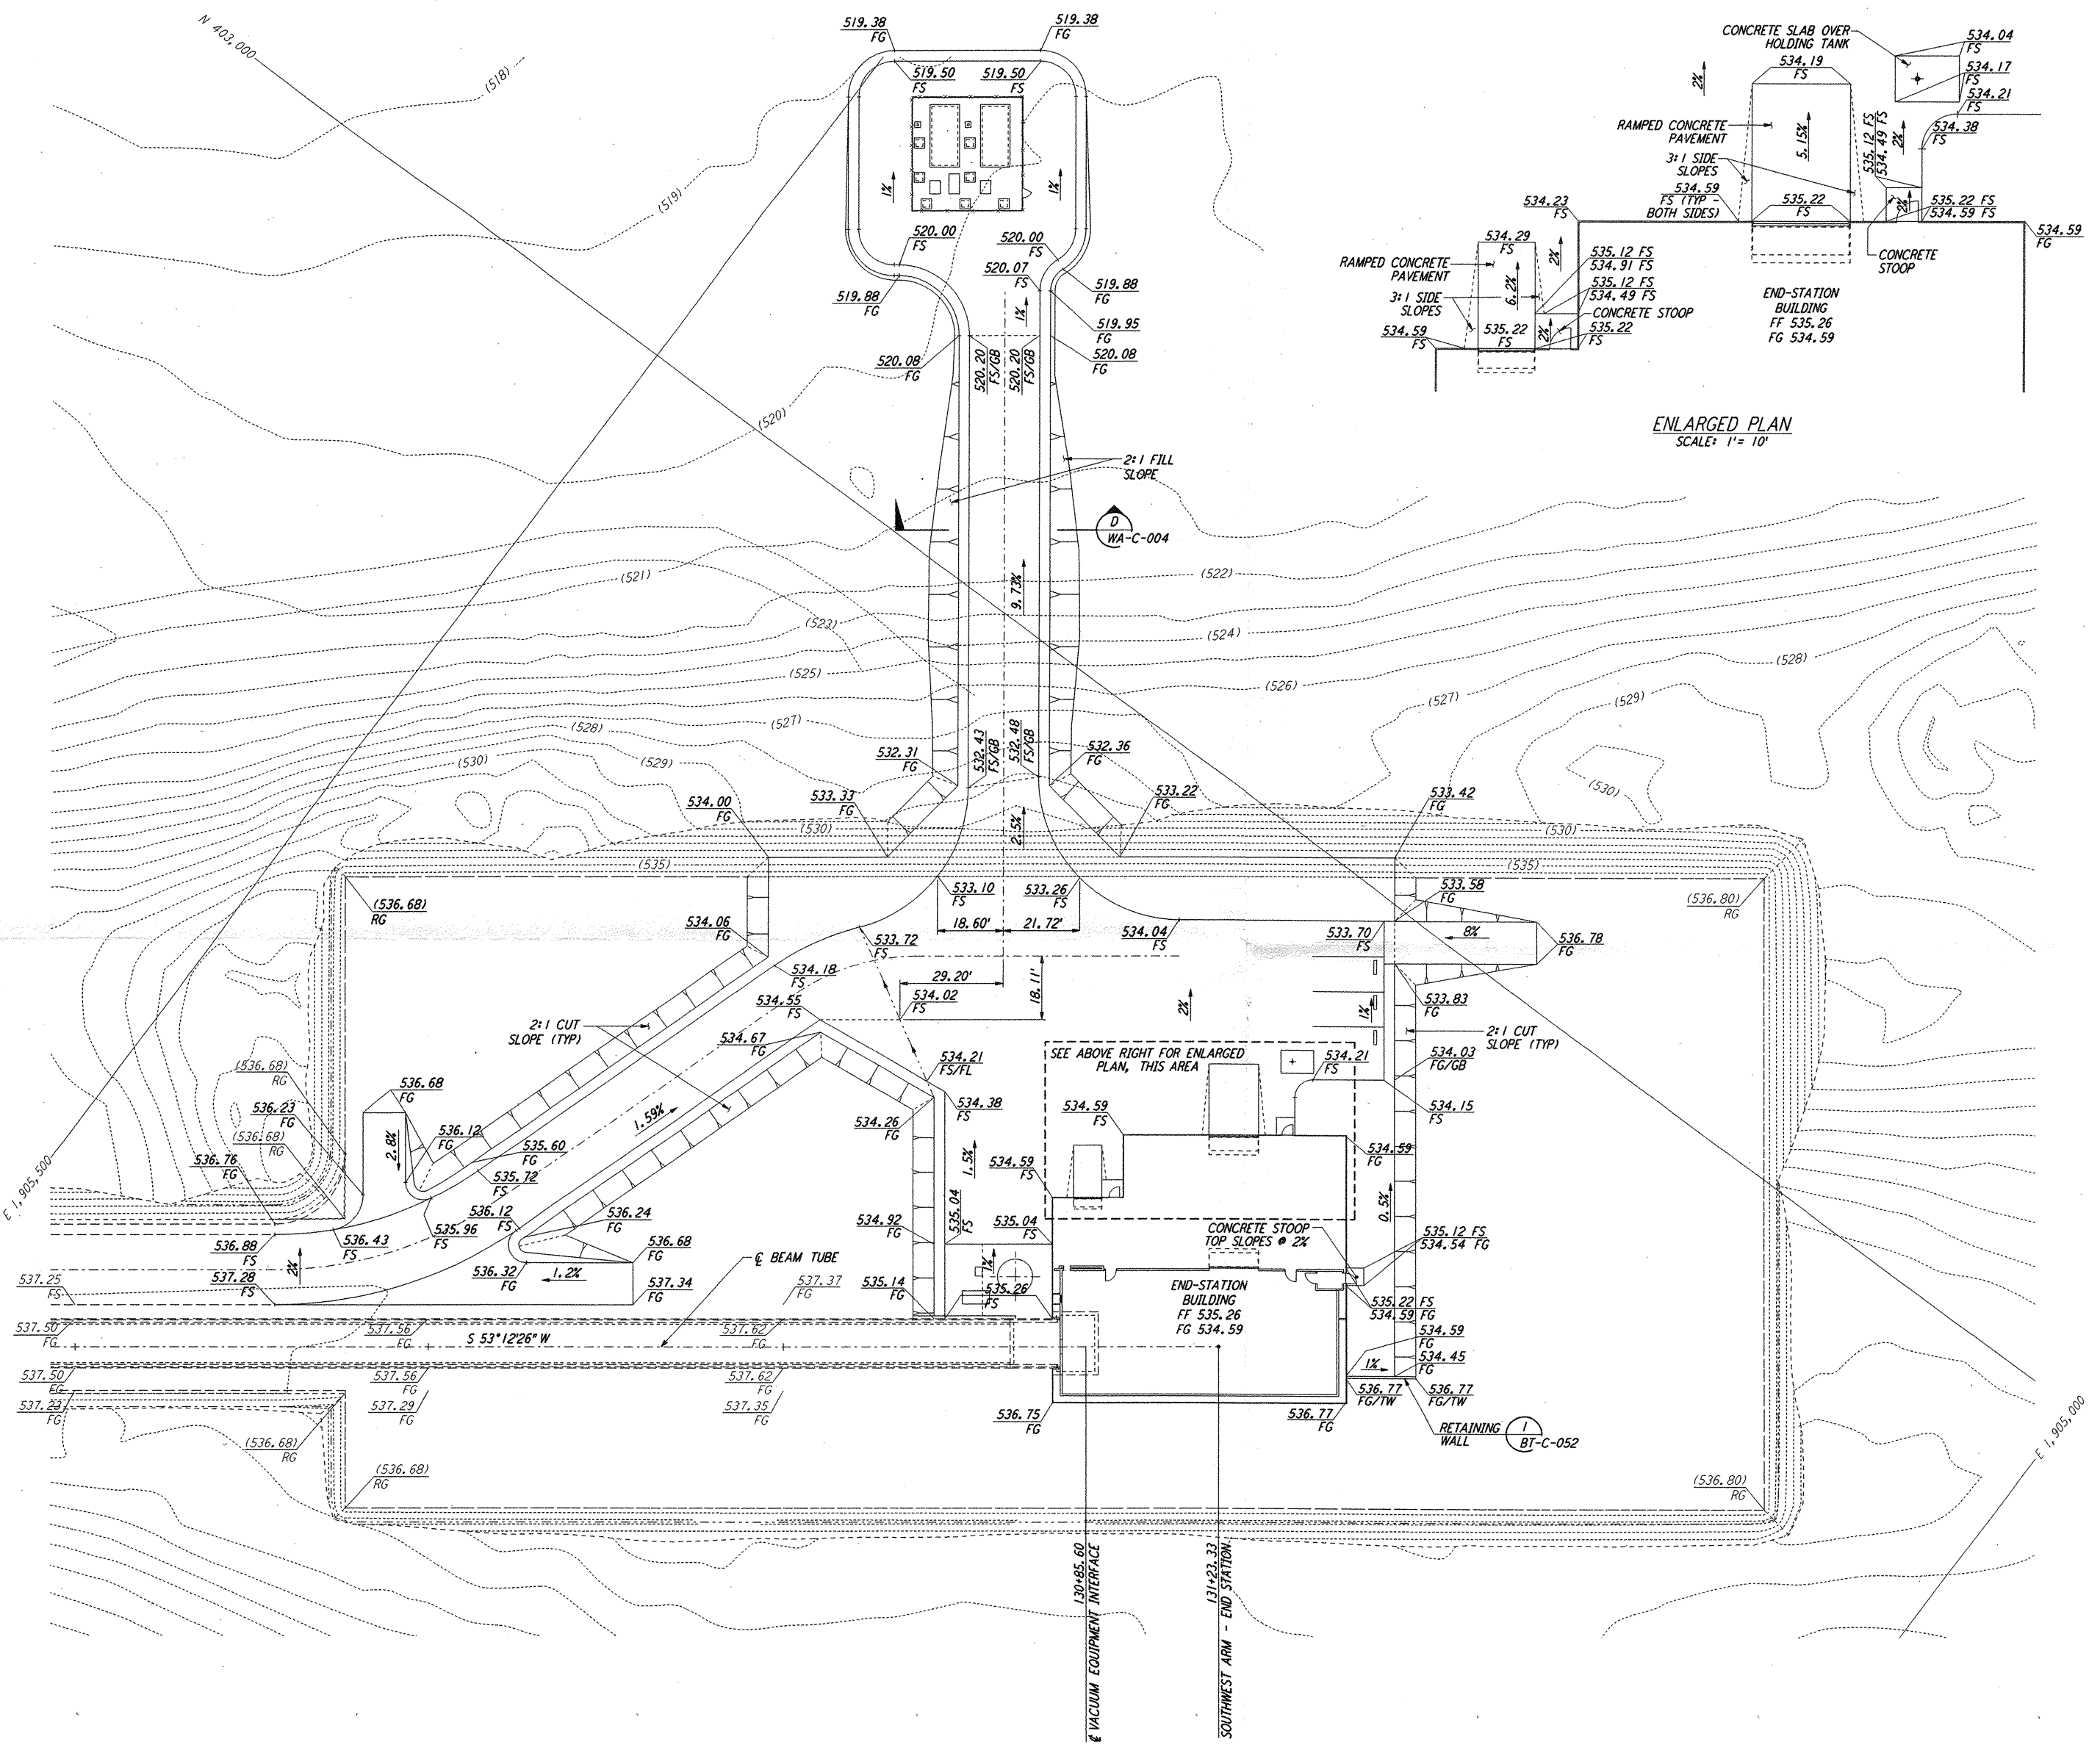 N 403,000
519.38
FG
519.38
FG
(518)
519.50
FS
519.50
FS
1%
1%
(519)
520.00
FS
520.00
FS
520.07
FS
519.88
FG
519.88
FG
1%
519.95
FG
520.08
FG
520.20
FS/GB
520.20
FS/GB
520.08
FG
(520)
2:1 FILL
SLOPE
D
WA-C-004
9.73%
(521)
(522)
(523)
(524)
(525)
(526)
(527)
(527)
(528)
(528)
(529)
(529)
(530)
(530)
CONCRETE SLAB OVER
HOLDING TANK
534.04
FS
534.19
FS
534.17
FS
534.21
FS
2%
RAMPED CONCRETE
PAVEMENT
5.15%
535.12 FS
534.49 FS
2%
534.38
FS
3:1 SIDE
SLOPES
534.59
FS (TYP -
BOTH SIDES)
535.22
FS
2%
535.22 FS
534.59 FS
534.23
FS
534.59
FG
534.29
FS
2%
RAMPED CONCRETE
PAVEMENT
6.2%
535.12 FS
534.91 FS
535.12 FS
534.49 FS
CONCRETE
STOOP
3:1 SIDE
SLOPES
CONCRETE STOOP
534.59
FS
535.22
FS
2%
535.22
FS
END-STATION
BUILDING
FF 535.26
FG 534.59
ENLARGED PLAN
SCALE: 1'= 10'
532.31
FG
532.43
FS/GB
532.48
FS/GB
532.36
FG
534.00
FG
533.33
FG
2.5%
533.22
FG
533.42
FG
(530)
(530)
(535)
(535)
(536.68)
RG
533.10
FS
533.26
FS
533.58
FG
(536.80)
RG
534.06
FG
18.60'
21.72'
533.72
FS
534.04
FS
533.70
FS
8%
536.78
FG
534.18
FS
29.20'
18.11'
534.55
FS
534.02
FS
2%
1%
533.83
FG
2:1 CUT
SLOPE (TYP)
534.67
FG
2:1 CUT
SLOPE (TYP)
SEE ABOVE RIGHT FOR ENLARGED
PLAN, THIS AREA
534.21
FS/FL
534.21
FS
534.03
FG/GB
(536.68)
RG
536.68
FG
534.38
FS
534.59
FS
534.15
FS
536.23
FG
1.59%
534.26
FG
(536.68)
RG
2.8%
536.12
FG
535.60
FG
534.59
FG
536.76
FG
535.72
FS
1.5%
534.59
FS
E 1,905,500
536.12
FS
536.24
FG
534.92
FG
535.04
FS
535.04
FS
0.5%
CONCRETE STOOP
TOP SLOPES @ 2%
535.12 FS
534.54 FG
536.88
FS
536.43
FS
535.96
FS
536.68
FG
2%
℄ BEAM TUBE
1%
537.25
FS
537.28
FS
536.32
FG
1.2%
537.34
FG
537.37
FG
535.14
FG
535.26
FS
END-STATION
BUILDING
FF 535.26
FG 534.59
535.22 FS
534.59 FG
537.50
FG
537.56
FG
S 53°12'26" W
537.62
FG
534.59
FG
1%
534.45
FG
537.50
FG
537.56
FG
537.62
FG
536.77
FG/TW
536.77
FG/TW
537.23
FG
537.29
FG
537.35
FG
536.75
FG
536.77
FG
RETAINING
WALL
1
BT-C-052
(536.68)
RG
(536.68)
RG
(536.80)
RG
E 1,905,000
130+85.60
℄ VACUUM EQUIPMENT INTERFACE
131+23.33
SOUTHWEST ARM - END STATION